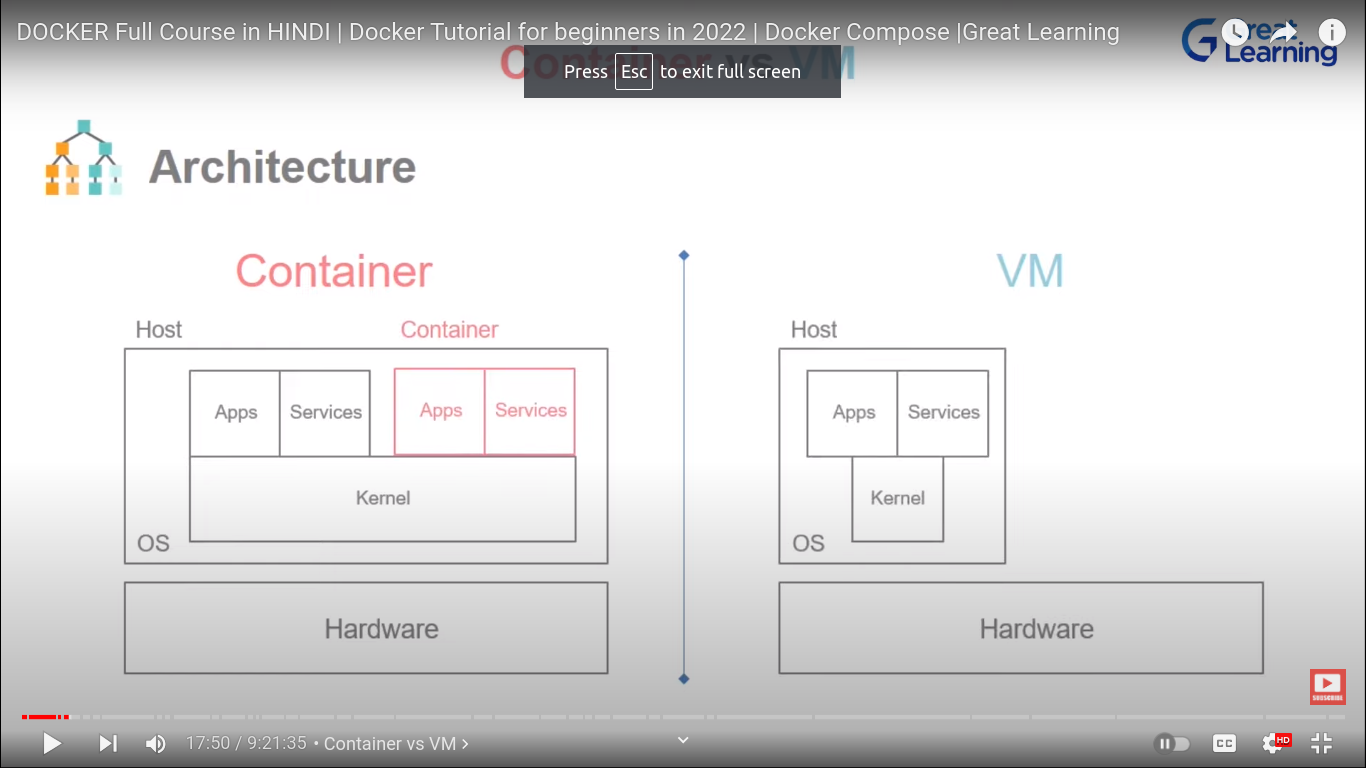 DOCKER Full Course in HINDI | Docker Tutorial for beginners in 2022 | Docker Compose |Great Learning
Great
Learning
Container vs VM
Press Esc to exit full screen
Architecture
Container
VM
Host
Container
Host
Apps
Services
Apps
Services
Apps
Services
Kernel
Kernel
OS
OS
Hardware
Hardware
SUBSCRIBE
17:50 / 9:21:35 • Container vs VM
CC
HD